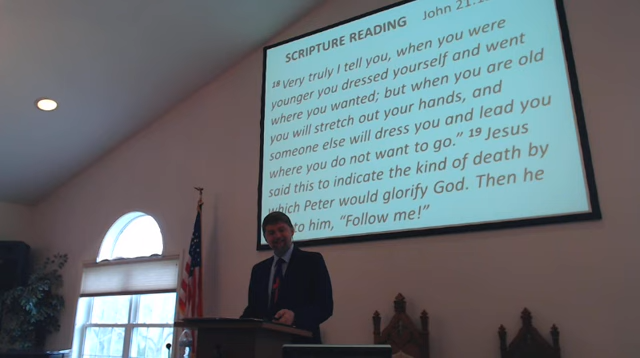 SCRIPTURE READING John 21:1
¹⁸ Very truly I tell you, when you were
younger you dressed yourself and went
where you wanted; but when you are old
you will stretch out your hands, and
someone else will dress you and lead you
where you do not want to go.” ¹⁹ Jesus
said this to indicate the kind of death by
which Peter would glorify God. Then he
to him, “Follow me!”